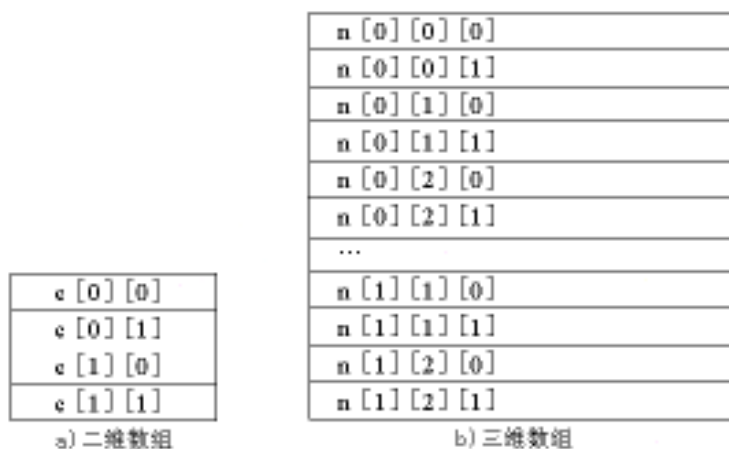 c [0] [0]
c [0] [1]
c [1] [0]
c [1] [1]
a) 二维数组
n [0] [0] [0]
n [0] [0] [1]
n [0] [1] [0]
n [0] [1] [1]
n [0] [2] [0]
n [0] [2] [1]
…
n [1] [1] [0]
n [1] [1] [1]
n [1] [2] [0]
n [1] [2] [1]
b) 三维数组